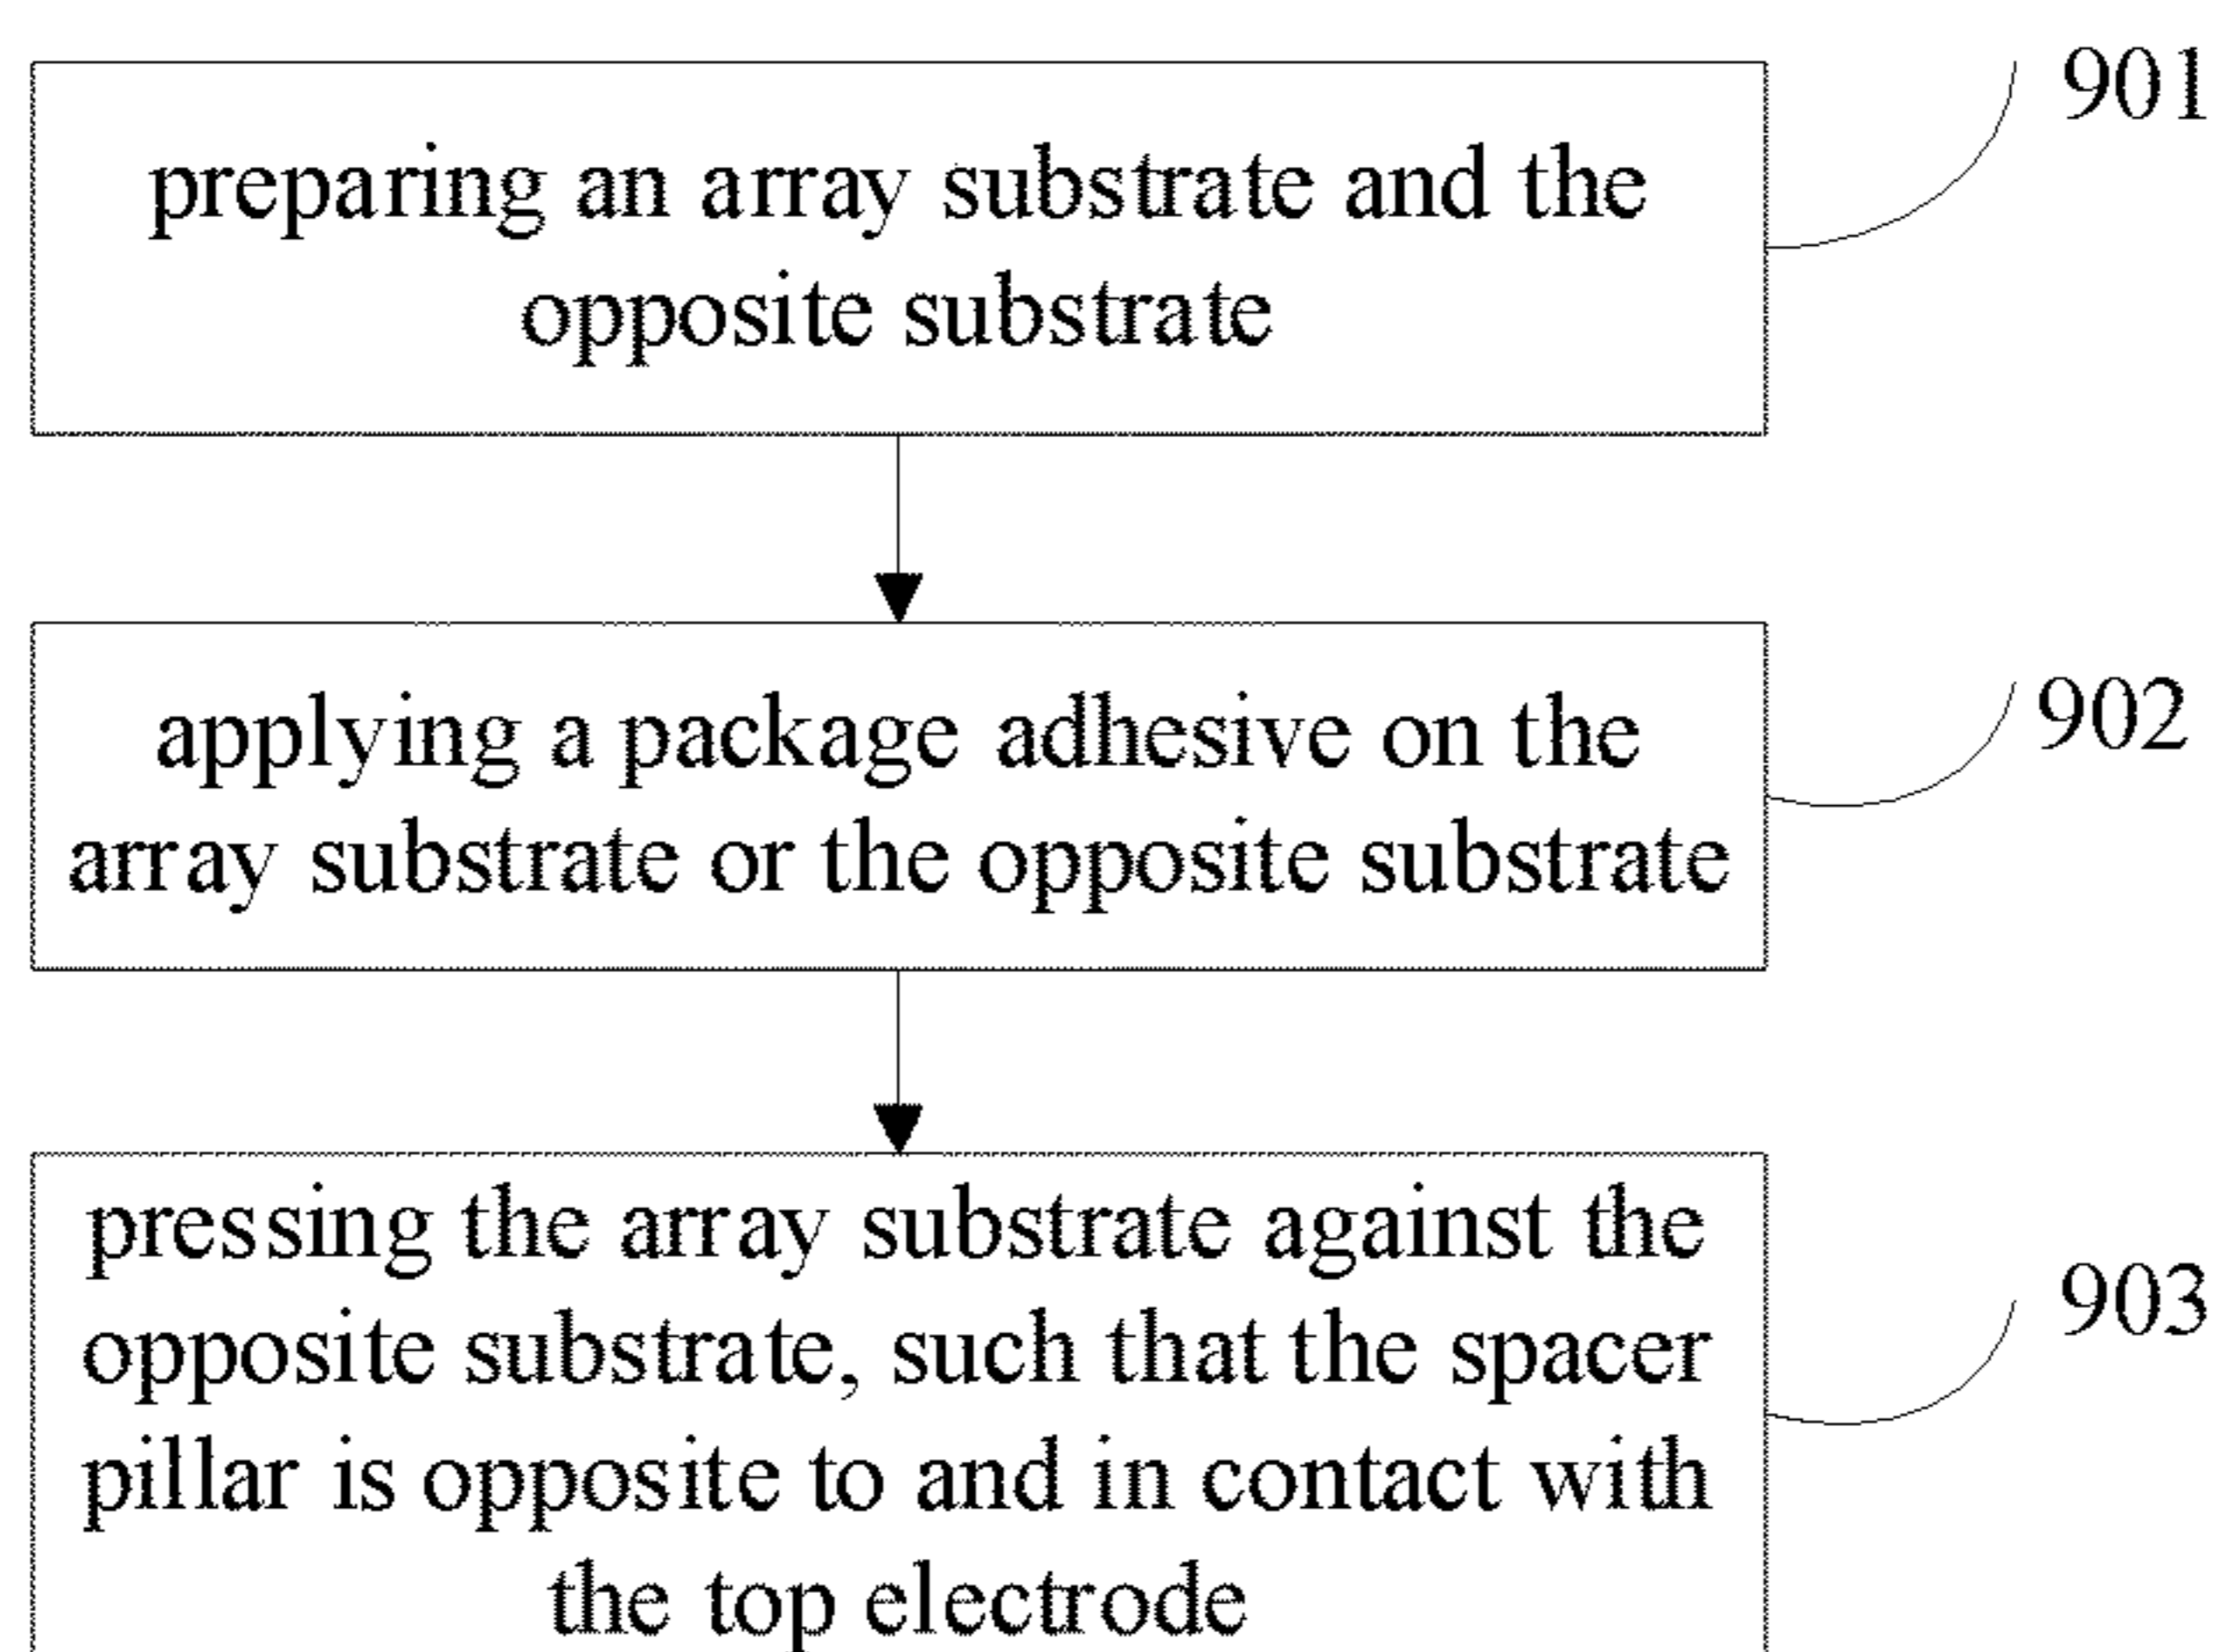 901
preparing an array substrate and the
opposite substrate
902
applying a package adhesive on the
array substrate or the opposite substrate
903
pressing the array substrate against the
opposite substrate, such that the spacer
pillar is opposite to and in contact with
the top electrode